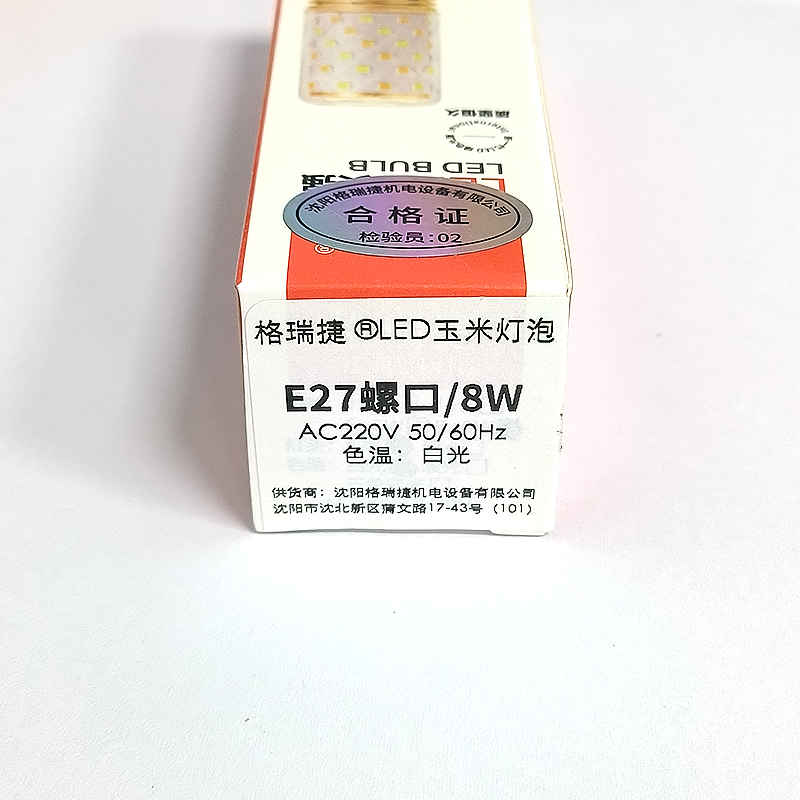 质坚恒久
LED BULB
沈阳格瑞捷机电设备有限公司
合格证
检验员:02
®
格瑞捷®LED玉米灯泡
E27螺口/8W
AC220V 50/60Hz
色温：白光
供货商：沈阳格瑞捷机电设备有限公司
沈阳市沈北新区蒲文路17-43号（101）